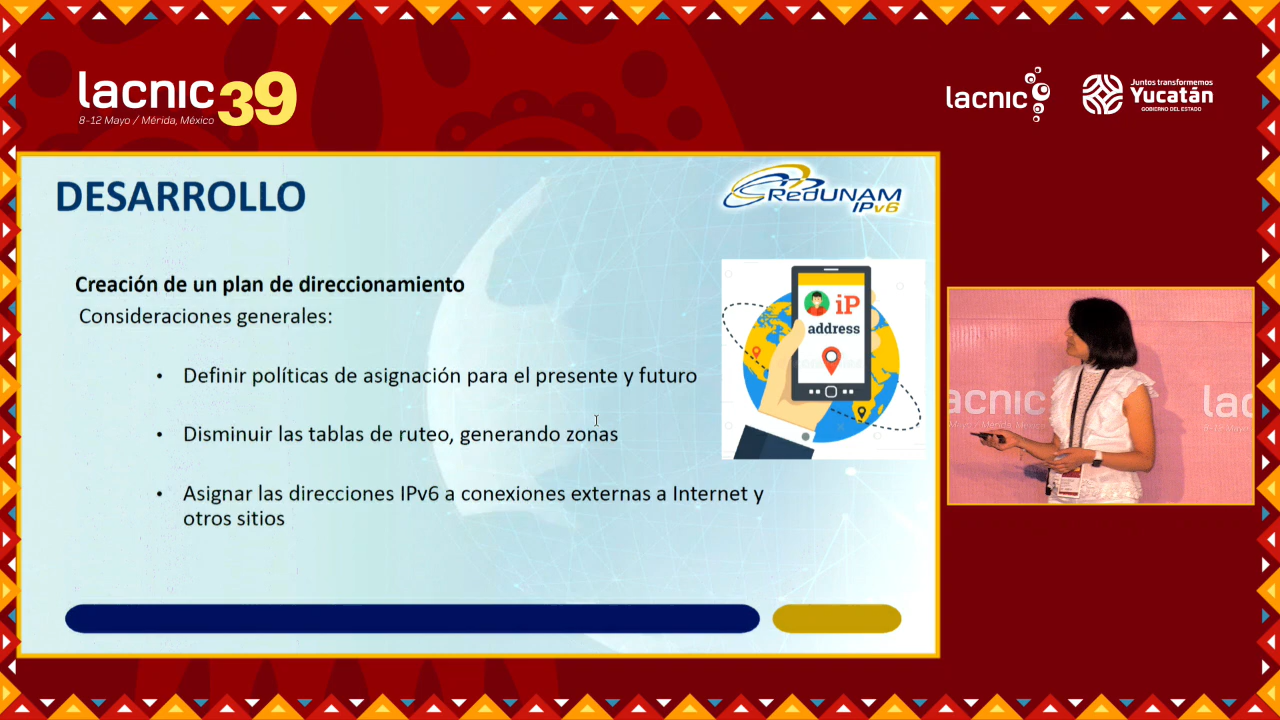 lacnic 39
8-12 Mayo / Mérida, México
lacnic
Juntos transformemos
Yucatán
GOBIERNO DEL ESTADO
DESARROLLO
RedUNAM
IPv6
Creación de un plan de direccionamiento
Consideraciones generales:
iP
address
• Definir políticas de asignación para el presente y futuro
• Disminuir las tablas de ruteo, generando zonas
• Asignar las direcciones IPv6 a conexiones externas a Internet y
otros sitios
acnic
lac